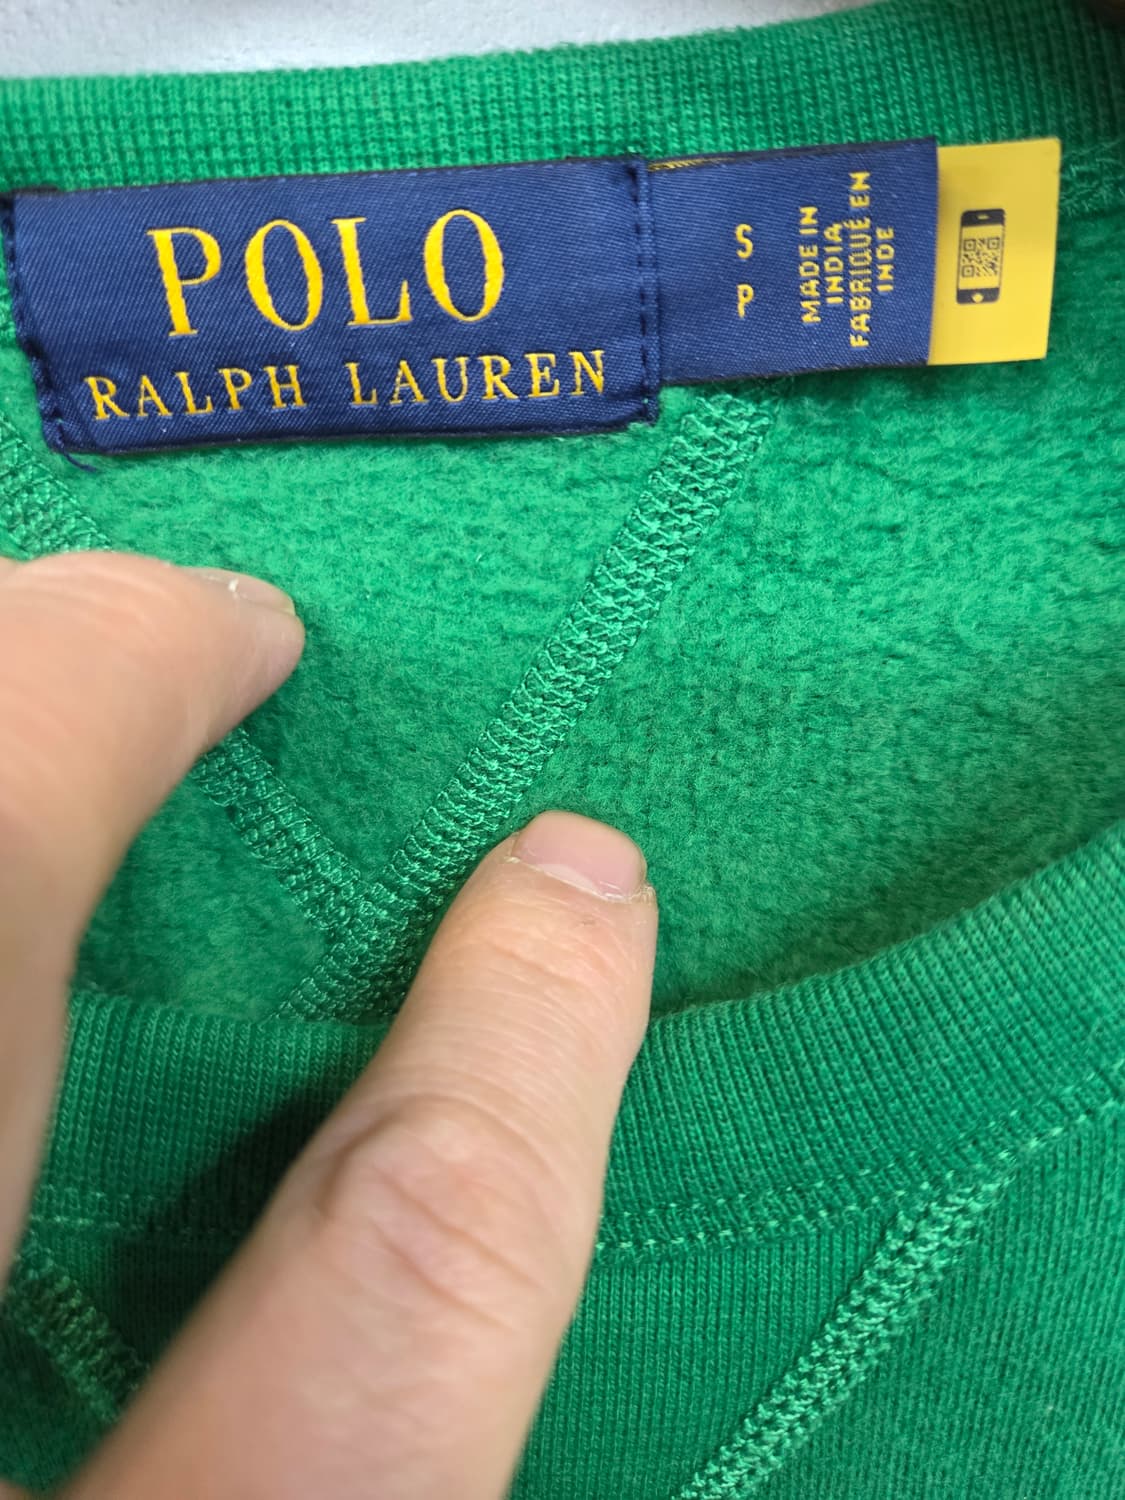 POLO
RALPH LAUREN
S
P
MADE IN
INDIA
FABRIQUÉ EN
INDE